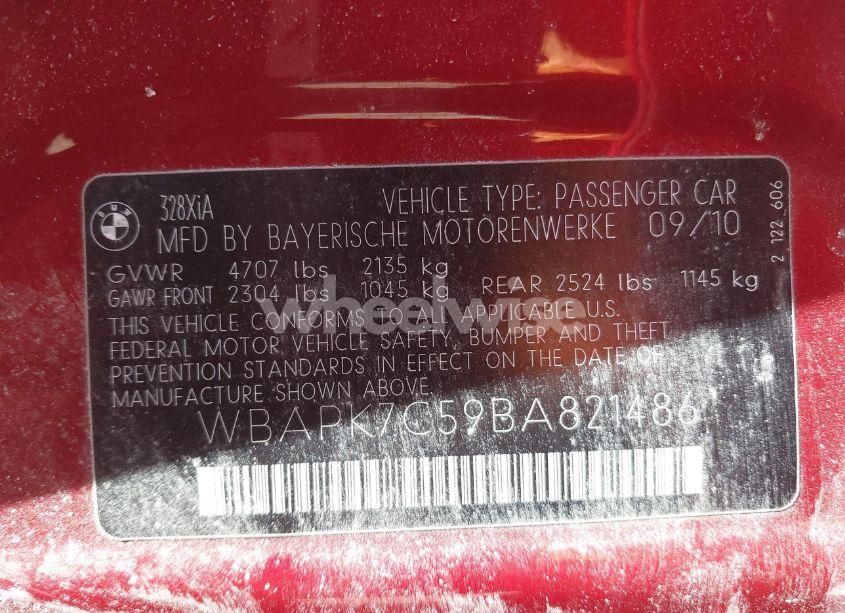 BMW
328XiA
VEHICLE TYPE: PASSENGER CAR
MFD BY BAYERISCHE MOTORENWERKE 09/10
2 122 606
GVWR 4707 lbs 2135 kg
GAWR FRONT 2304 lbs 1045 kg REAR 2524 lbs 1145 kg
THIS VEHICLE CONFORMS TO ALL APPLICABLE U.S.
FEDERAL MOTOR VEHICLE SAFETY, BUMPER AND THEFT
PREVENTION STANDARDS IN EFFECT ON THE DATE OF
MANUFACTURE SHOWN ABOVE.
WBAPK7C59BA821486
wheelwise